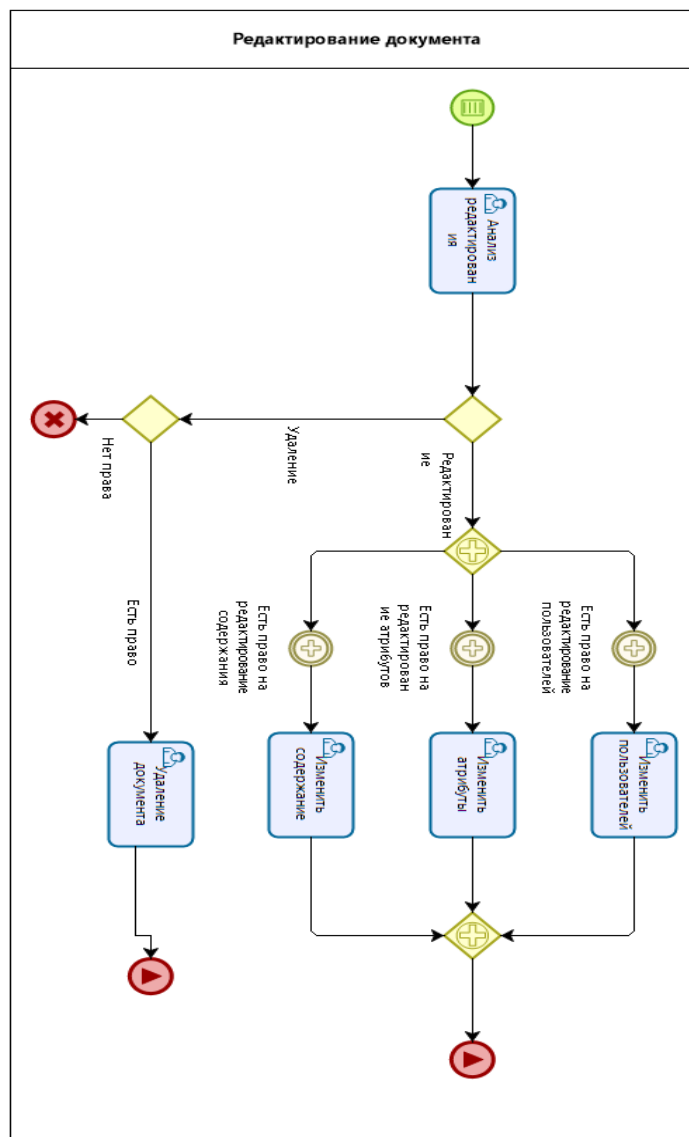 Редактирование документа
Анализ
редактирован
ия
Удаление
Редактирован
ие
Нет права
Есть право
Есть право на
редактирование
содержания
Есть право на
редактирован
ие атрибутов
Есть право на
редактирование
пользователей
Удаление
документа
Изменить
содержание
Изменить
атрибуты
Изменить
пользователей